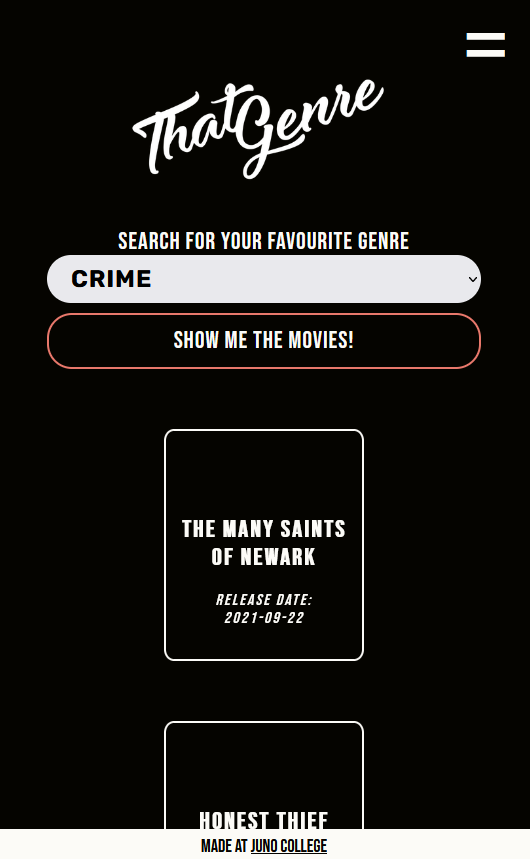 ThatGenre
SEARCH FOR YOUR FAVOURITE GENRE
CRIME
SHOW ME THE MOVIES!
THE MANY SAINTS
OF NEWARK
RELEASE DATE:
2021-09-22
HONEST THIEF
MADE AT JUNO COLLEGE